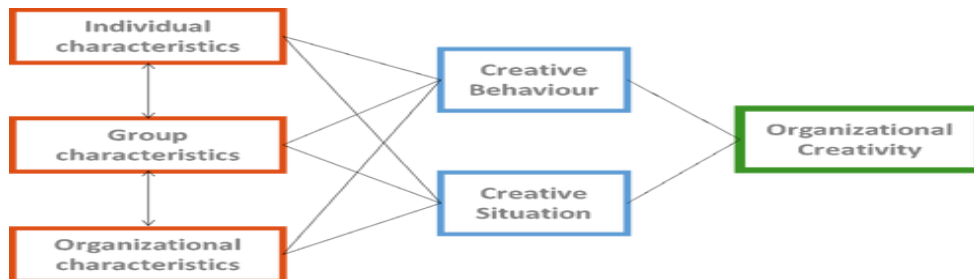 Individual
characteristics
Group
characteristics
Organizational
characteristics
Creative
Behaviour
Creative
Situation
Organizational
Creativity